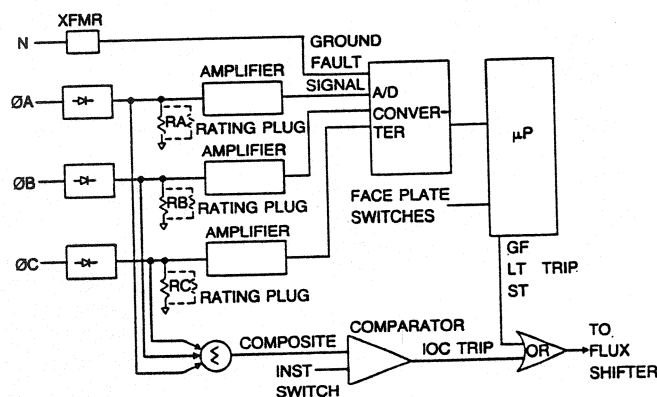 XFMR
N
GROUND
FAULT
SIGNAL
AMPLIFIER
ØA
A/D
CONVER-
TER
RA
RATING PLUG
μP
AMPLIFIER
ØB
RB
RATING PLUG
FACE PLATE
SWITCHES
AMPLIFIER
ØC
RC
RATING PLUG
GF
LT TRIP
ST
Σ
COMPOSITE
COMPARATOR
IOC TRIP
INST
SWITCH
OR
TO
FLUX
SHIFTER